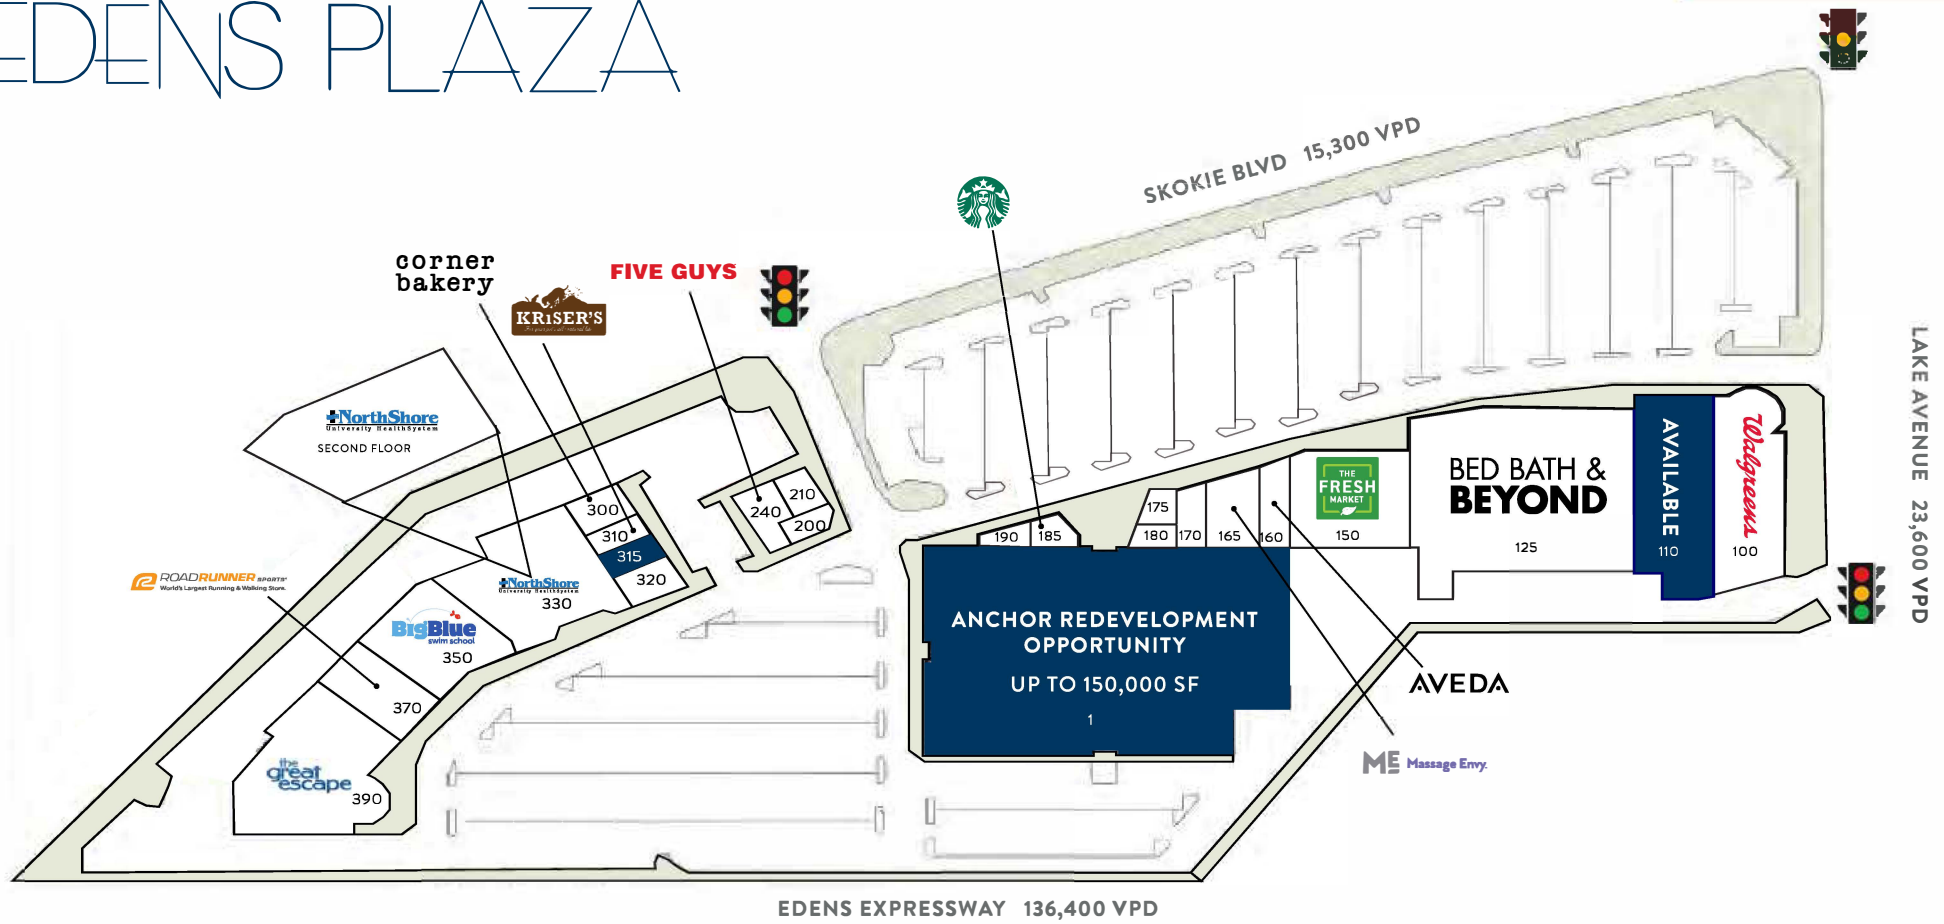 EDENS PLAZA
SKOKIE BLVD 15,300 VPD
corner
bakery
KRiSER'S
FIVE GUYS
NorthShore
University HealthSystem
SECOND FLOOR
300
310
315
320
240
210
200
NorthShore
University HealthSystem
330
ROADRUNNER SPORTS
World's Largest Running & Walking Store.
BigBlue
swim school
350
370
the
great
escape
390
190
185
175
180
170
165
160
THE
FRESH
MARKET
150
BED BATH &
BEYOND
125
AVAILABLE
110
Walgreens
100
ANCHOR REDEVELOPMENT
OPPORTUNITY
UP TO 150,000 SF
1
AVEDA
ME Massage Envy.
LAKE AVENUE 23,600 VPD
EDENS EXPRESSWAY 136,400 VPD